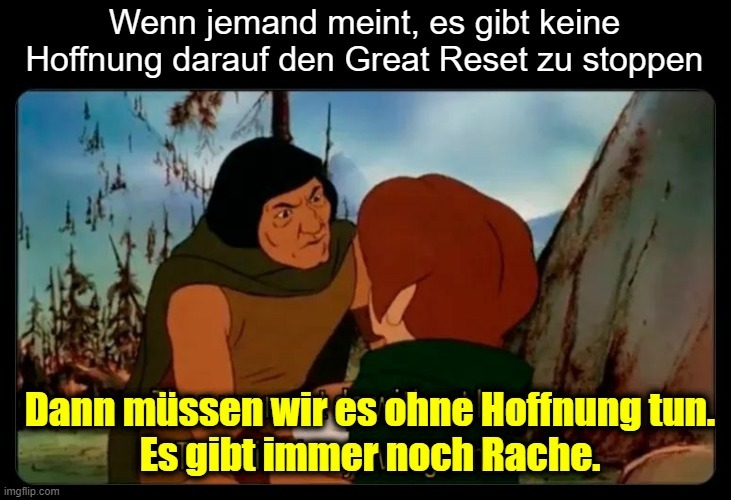 Wenn jemand meint, es gibt keine
Hoffnung darauf den Great Reset zu stoppen
Dann müssen wir es ohne Hoffnung tun.
Es gibt immer noch Rache.
imgflip.com